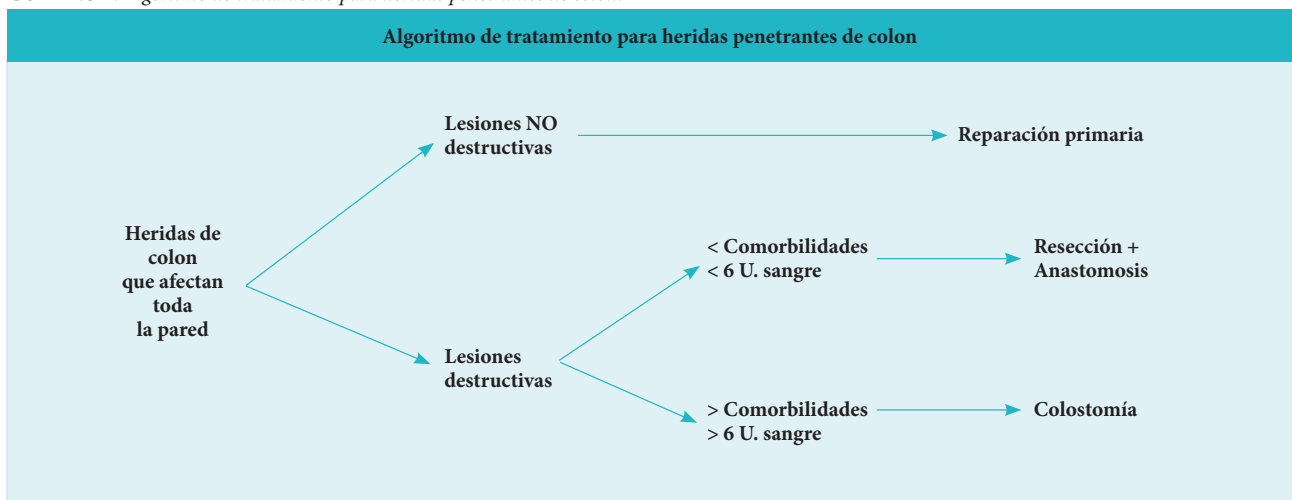 Algoritmo de tratamiento para heridas penetrantes de colon
Lesiones NO
destructivas
Reparación primaria
Heridas de
colon
que afectan
toda
la pared
< Comorbilidades
< 6 U. sangre
Resección +
Anastomosis
Lesiones
destructivas
> Comorbilidades
> 6 U. sangre
Colostomía